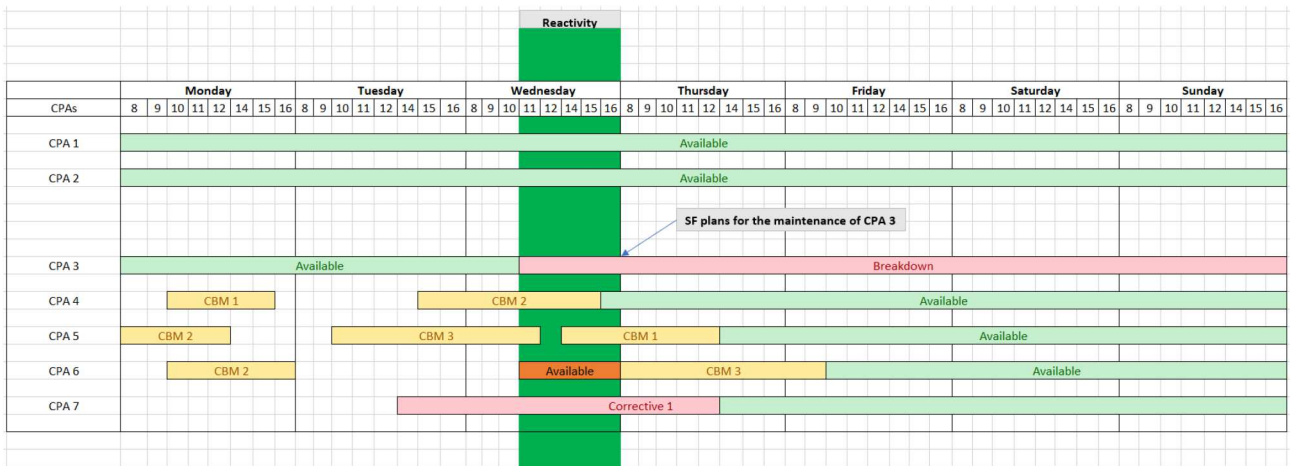 Reactivity
Monday Tuesday Wednesday Thursday Friday Saturday Sunday
CPAs 8 9 10 11 12 14 15 16 8 9 10 11 12 13 14 15 16 8 9 10 11 12 13 14 15 16 8 9 10 11 12 14 15 16 8 9 10 11 12 14 15 16 8 9 10 11 12 14 15 16 8 9 10 11 12 14 15 16
CPA 1 Available
CPA 2 Available
SF plans for the maintenance of CPA 3
CPA 3 Available Breakdown
CPA 4 CBM 1 CBM 2 Available
CPA 5 CBM 2 CBM 3 CBM 1 Available
CPA 6 CBM 2 Available CBM 3 Available
CPA 7 Corrective 1